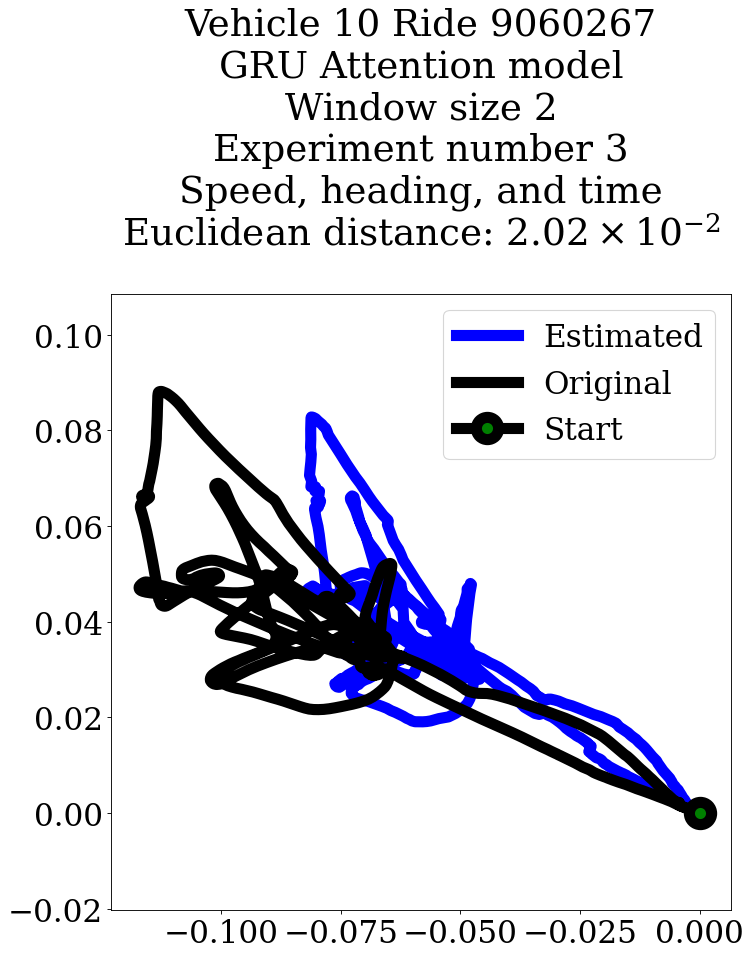 Vehicle 10 Ride 9060267
GRU Attention model
Window size 2
Experiment number 3
Speed, heading, and time
Euclidean distance: 2.02 × 10⁻²
Estimated
Original
Start
0.10
0.08
0.06
0.04
0.02
0.00
−0.02
−0.100 −0.075 −0.050 −0.025 0.000